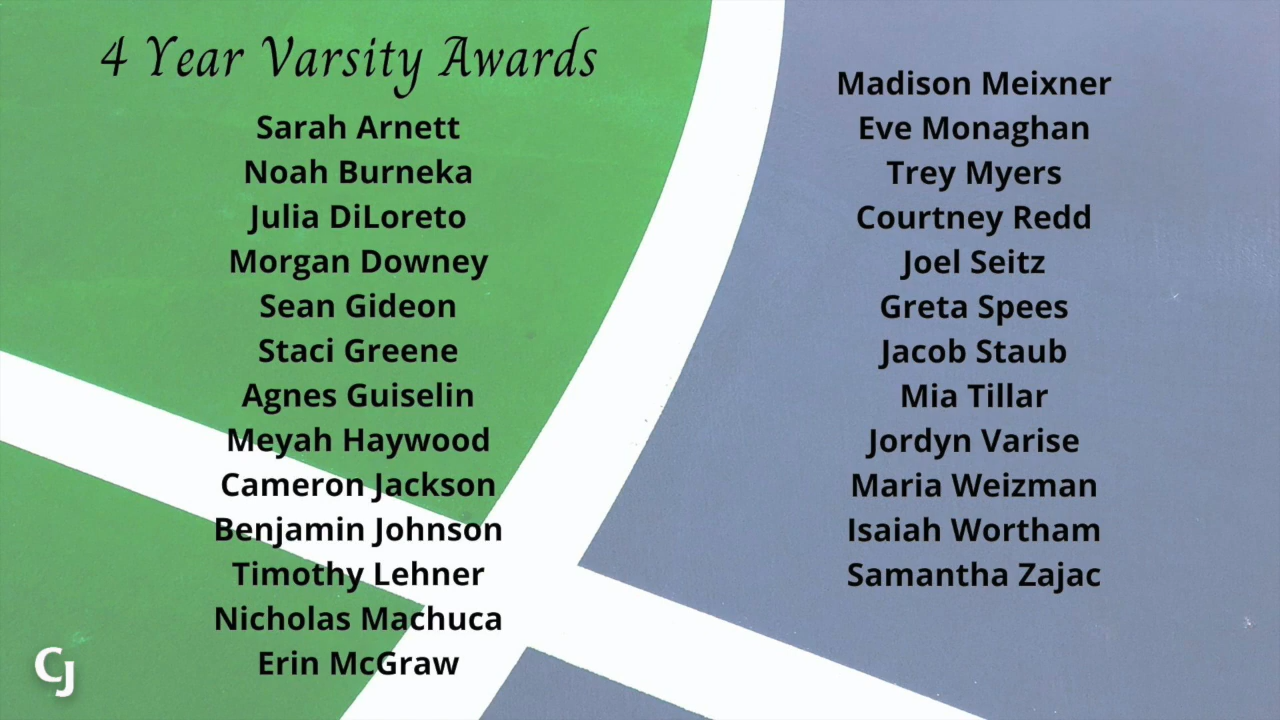 4 Year Varsity Awards
Sarah Arnett
Noah Burneka
Julia DiLoreto
Morgan Downey
Sean Gideon
Staci Greene
Agnes Guiselin
Meyah Haywood
Cameron Jackson
Benjamin Johnson
Timothy Lehner
Nicholas Machuca
Erin McGraw
Madison Meixner
Eve Monaghan
Trey Myers
Courtney Redd
Joel Seitz
Greta Spees
Jacob Staub
Mia Tillar
Jordyn Varise
Maria Weizman
Isaiah Wortham
Samantha Zajac
CJ